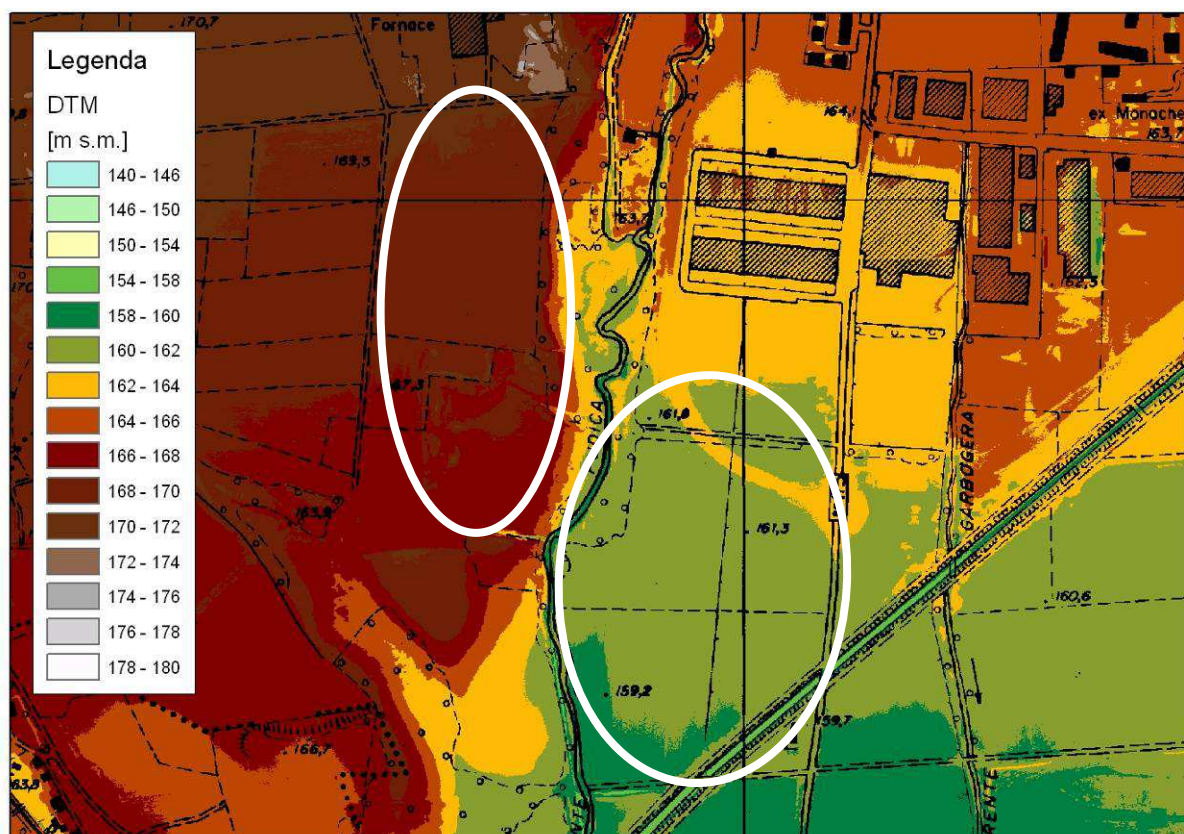 Legenda
DTM
[m s.m.]
140 - 146
146 - 150
150 - 154
154 - 158
158 - 160
160 - 162
162 - 164
164 - 166
166 - 168
168 - 170
170 - 172
172 - 174
174 - 176
176 - 178
178 - 180
170,7
Fornace
164,1
ex Monache
163,7
169,5
163,7
162,5
167,3
161,8
GARBOGERA
161,3
160,6
159,2
159,7
166,7